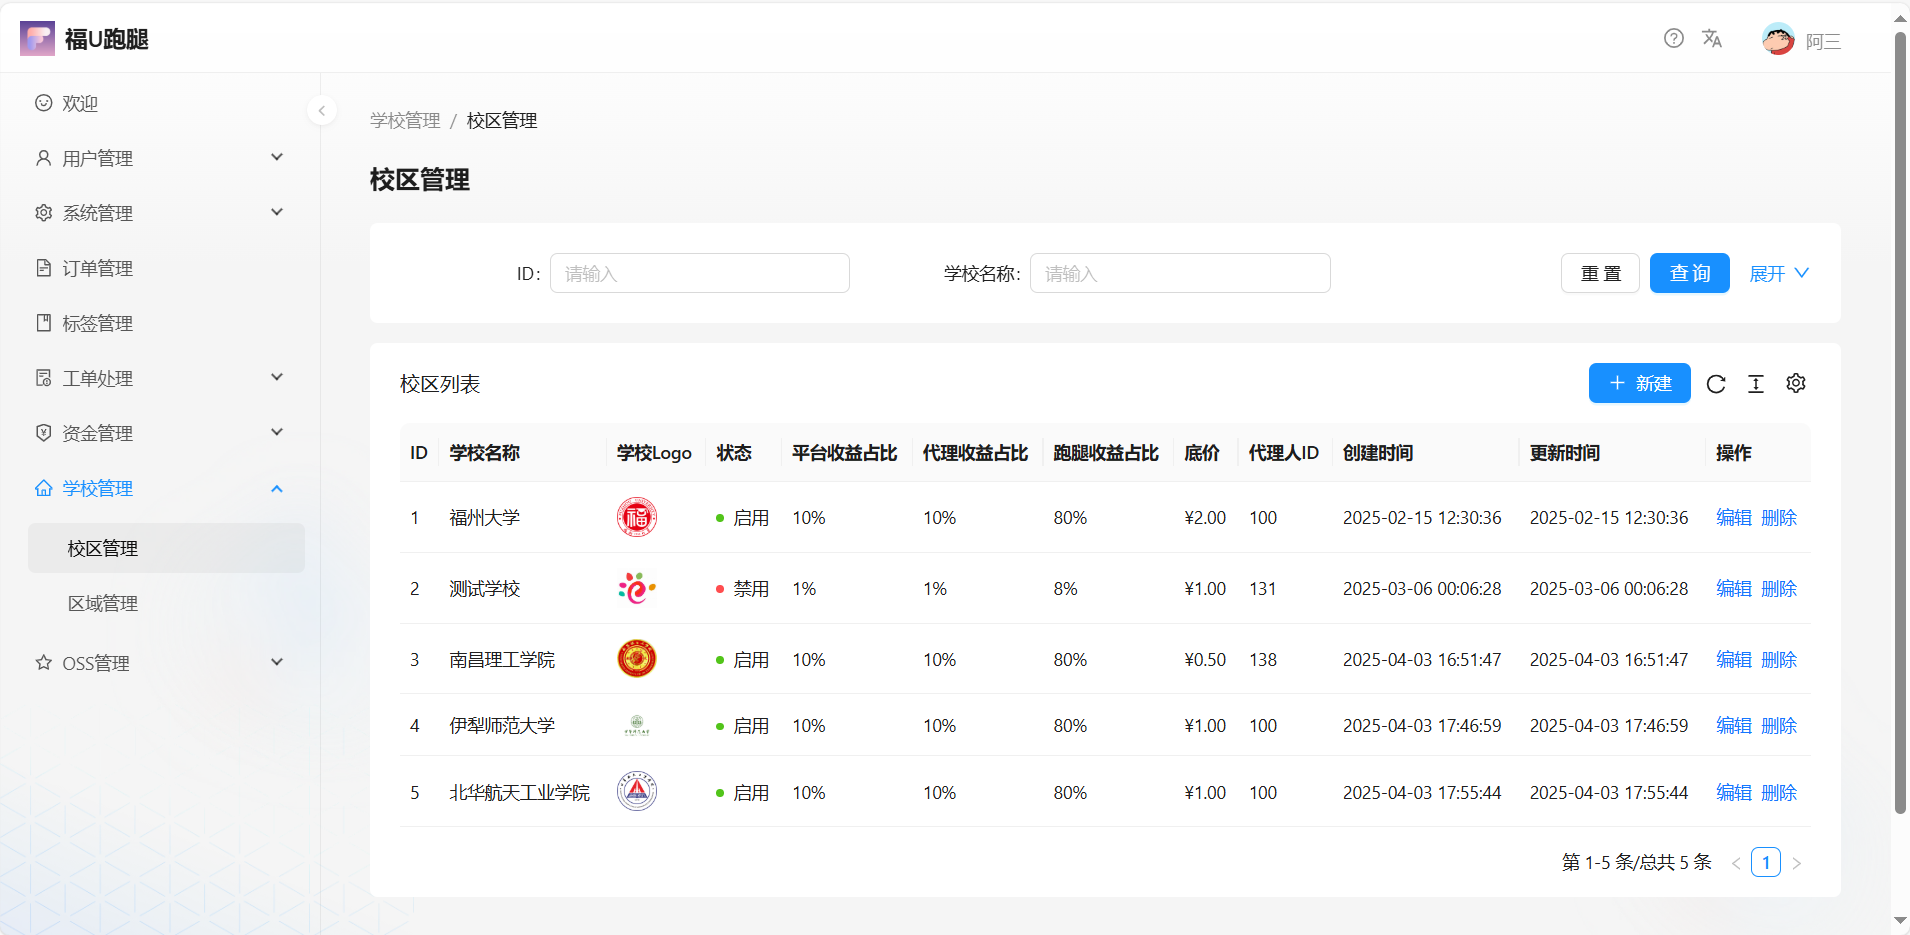 福U跑腿
阿三
欢迎
用户管理
系统管理
订单管理
标签管理
工单处理
资金管理
学校管理
校区管理
区域管理
OSS管理
学校管理 / 校区管理
校区管理
ID: 请输入 学校名称: 请输入 重置 查询 展开
校区列表 新建
ID 学校名称 学校Logo 状态 平台收益占比 代理收益占比 跑腿收益占比 底价 代理人ID 创建时间 更新时间 操作
1 福州大学 启用 10% 10% 80% ¥2.00 100 2025-02-15 12:30:36 2025-02-15 12:30:36 编辑 删除
2 测试学校 禁用 1% 1% 8% ¥1.00 131 2025-03-06 00:06:28 2025-03-06 00:06:28 编辑 删除
3 南昌理工学院 启用 10% 10% 80% ¥0.50 138 2025-04-03 16:51:47 2025-04-03 16:51:47 编辑 删除
4 伊犁师范大学 启用 10% 10% 80% ¥1.00 100 2025-04-03 17:46:59 2025-04-03 17:46:59 编辑 删除
5 北华航天工业学院 启用 10% 10% 80% ¥1.00 100 2025-04-03 17:55:44 2025-04-03 17:55:44 编辑 删除
第 1-5 条/总共 5 条 < 1 >